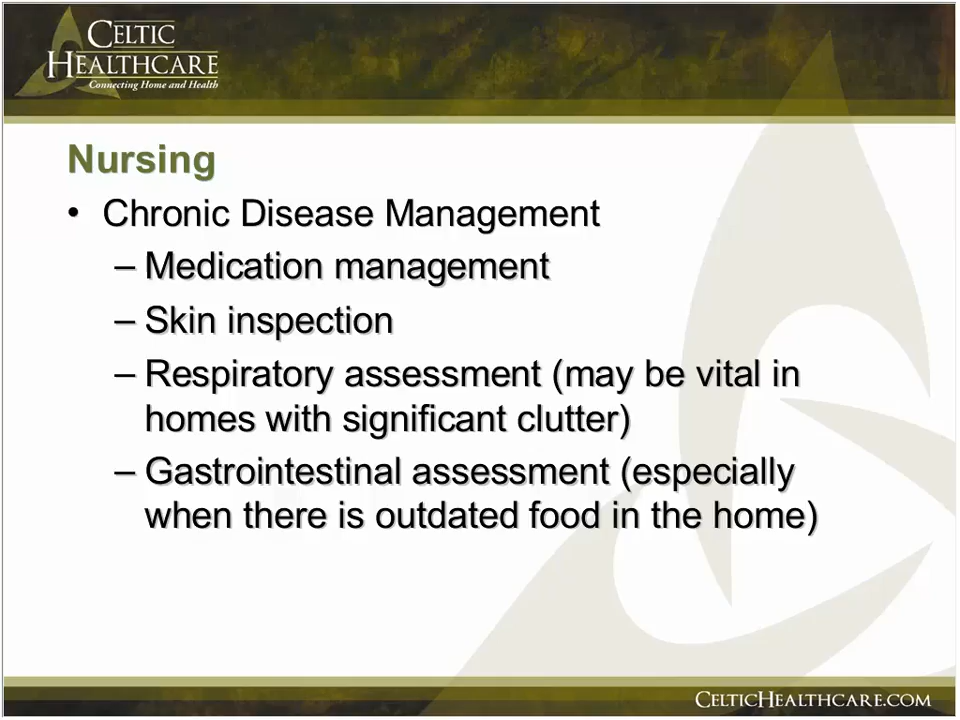 CELTIC
HEALTHCARE
Connecting Home and Health
Nursing
• Chronic Disease Management
– Medication management
– Skin inspection
– Respiratory assessment (may be vital in
homes with significant clutter)
– Gastrointestinal assessment (especially
when there is outdated food in the home)
CELTICHEALTHCARE.COM